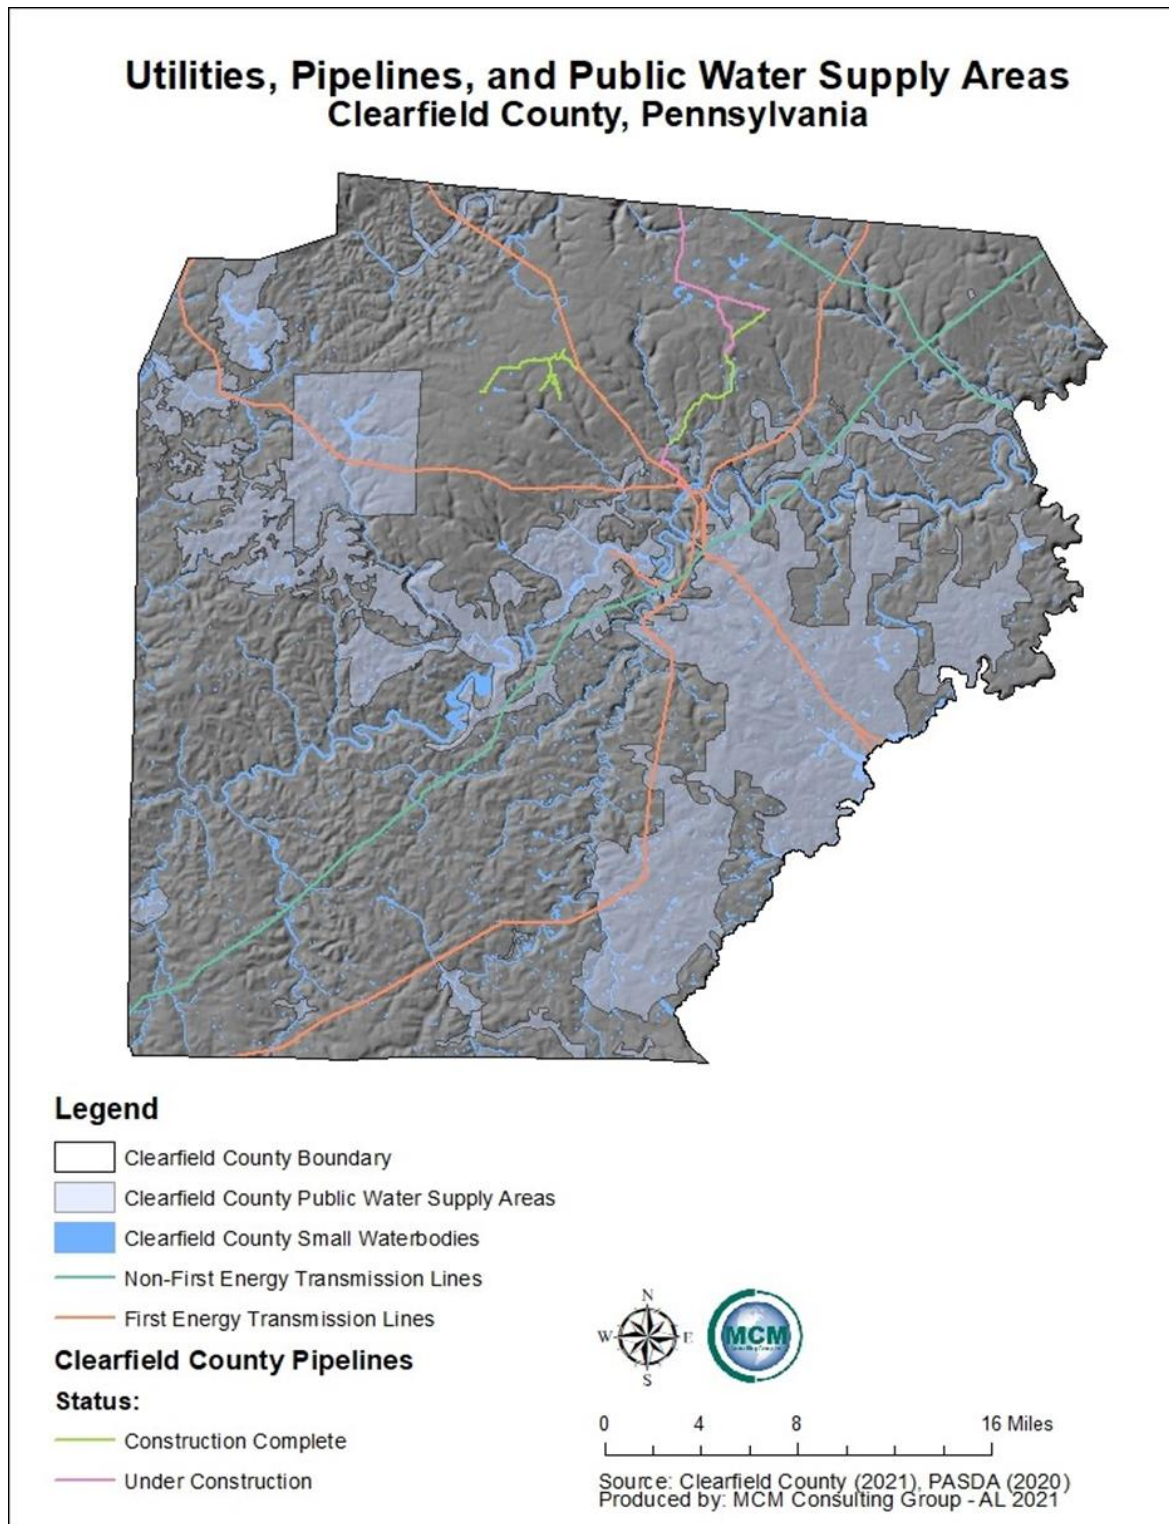 Utilities, Pipelines, and Public Water Supply Areas
Clearfield County, Pennsylvania
Legend
Clearfield County Boundary
Clearfield County Public Water Supply Areas
Clearfield County Small Waterbodies
Non-First Energy Transmission Lines
First Energy Transmission Lines
Clearfield County Pipelines
Status:
Construction Complete
Under Construction
N
W E
S
MCM
0 4 8 16 Miles
Source: Clearfield County (2021), PASDA (2020)
Produced by: MCM Consulting Group - AL 2021